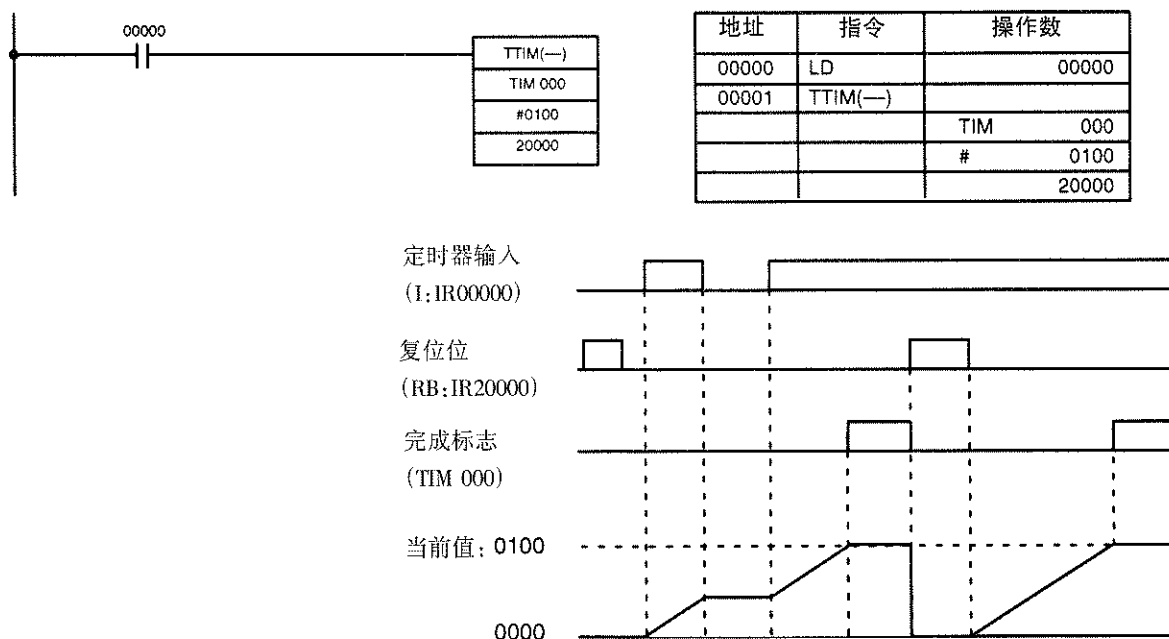 00000
TTIM(—)
TIM 000
#0100
20000
地址 指令 操作数
00000 LD 00000
00001 TTIM(—)
TIM 000
# 0100
20000
定时器输入
(I:IR00000)
复位位
(RB:IR20000)
完成标志
(TIM 000)
当前值: 0100
0000